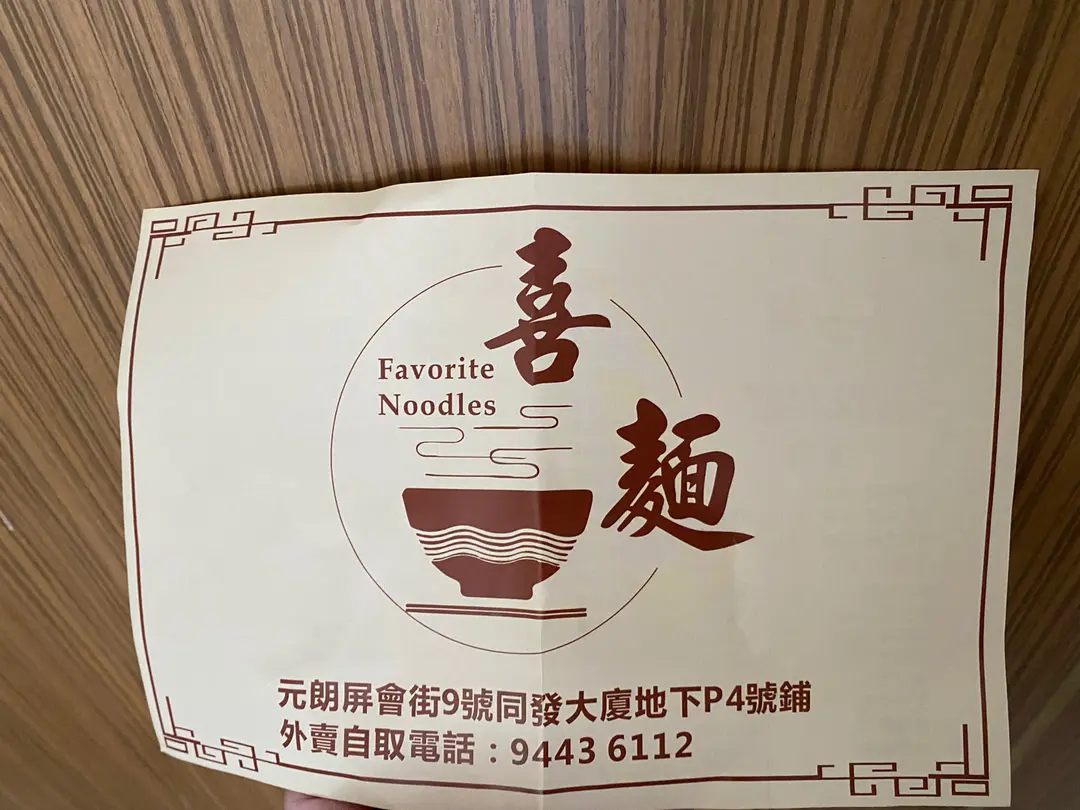 喜
麵
Favorite
Noodles
元朗屏會街9號同發大廈地下P4號鋪
外賣自取電話：9443 6112